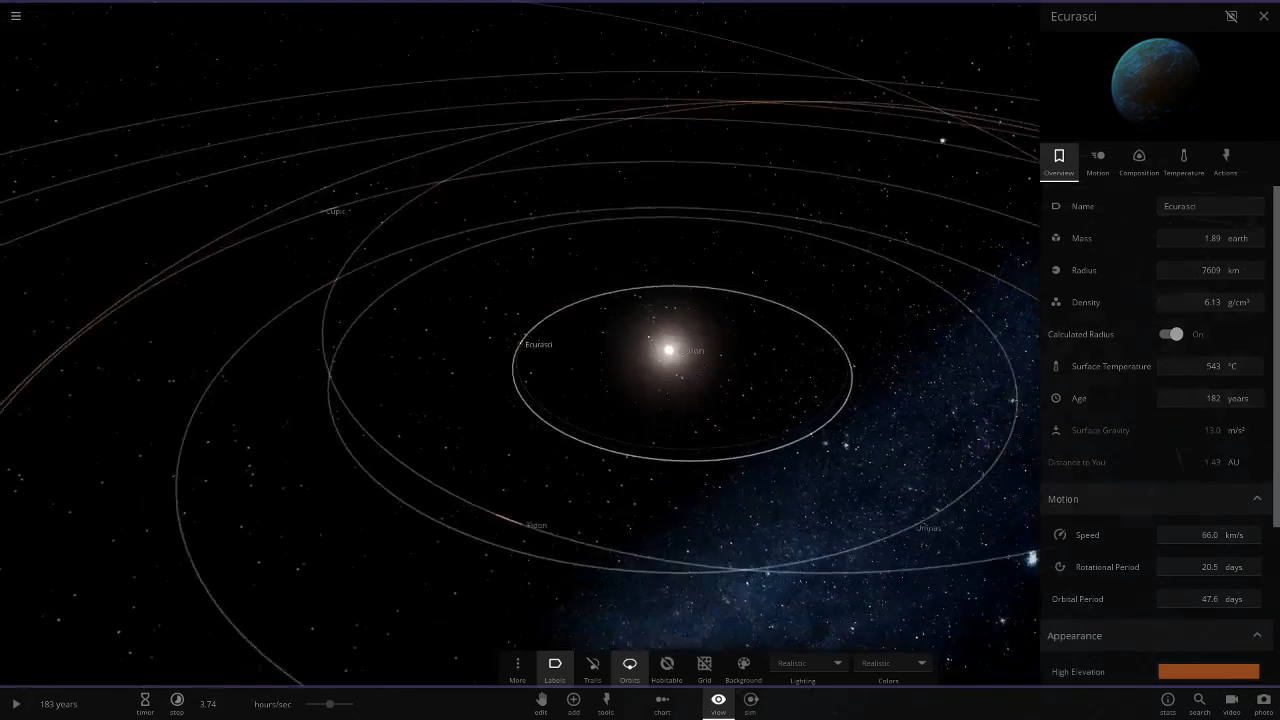 Ecurasci
Overview Motion Composition Temperature Actions
Name Ecurasci
Mass 1.89 earth
Radius 7609 km
Density 6.13 g/cm³
Calculated Radius On
Surface Temperature 543 °C
Age 182 years
Surface Gravity 13.0 m/s²
Distance to You 1.49 AU
Motion
Speed 66.0 km/s
Rotational Period 20.5 days
Orbital Period 47.6 days
Appearance
High Elevation
Cupic
Ecurasci
More Labels Trails Orbits Habitable Grid Background
Realistic Realistic
Lighting Colors
183 years timer step 3.74 hours/sec edit add tools chart view sim stats search video photo